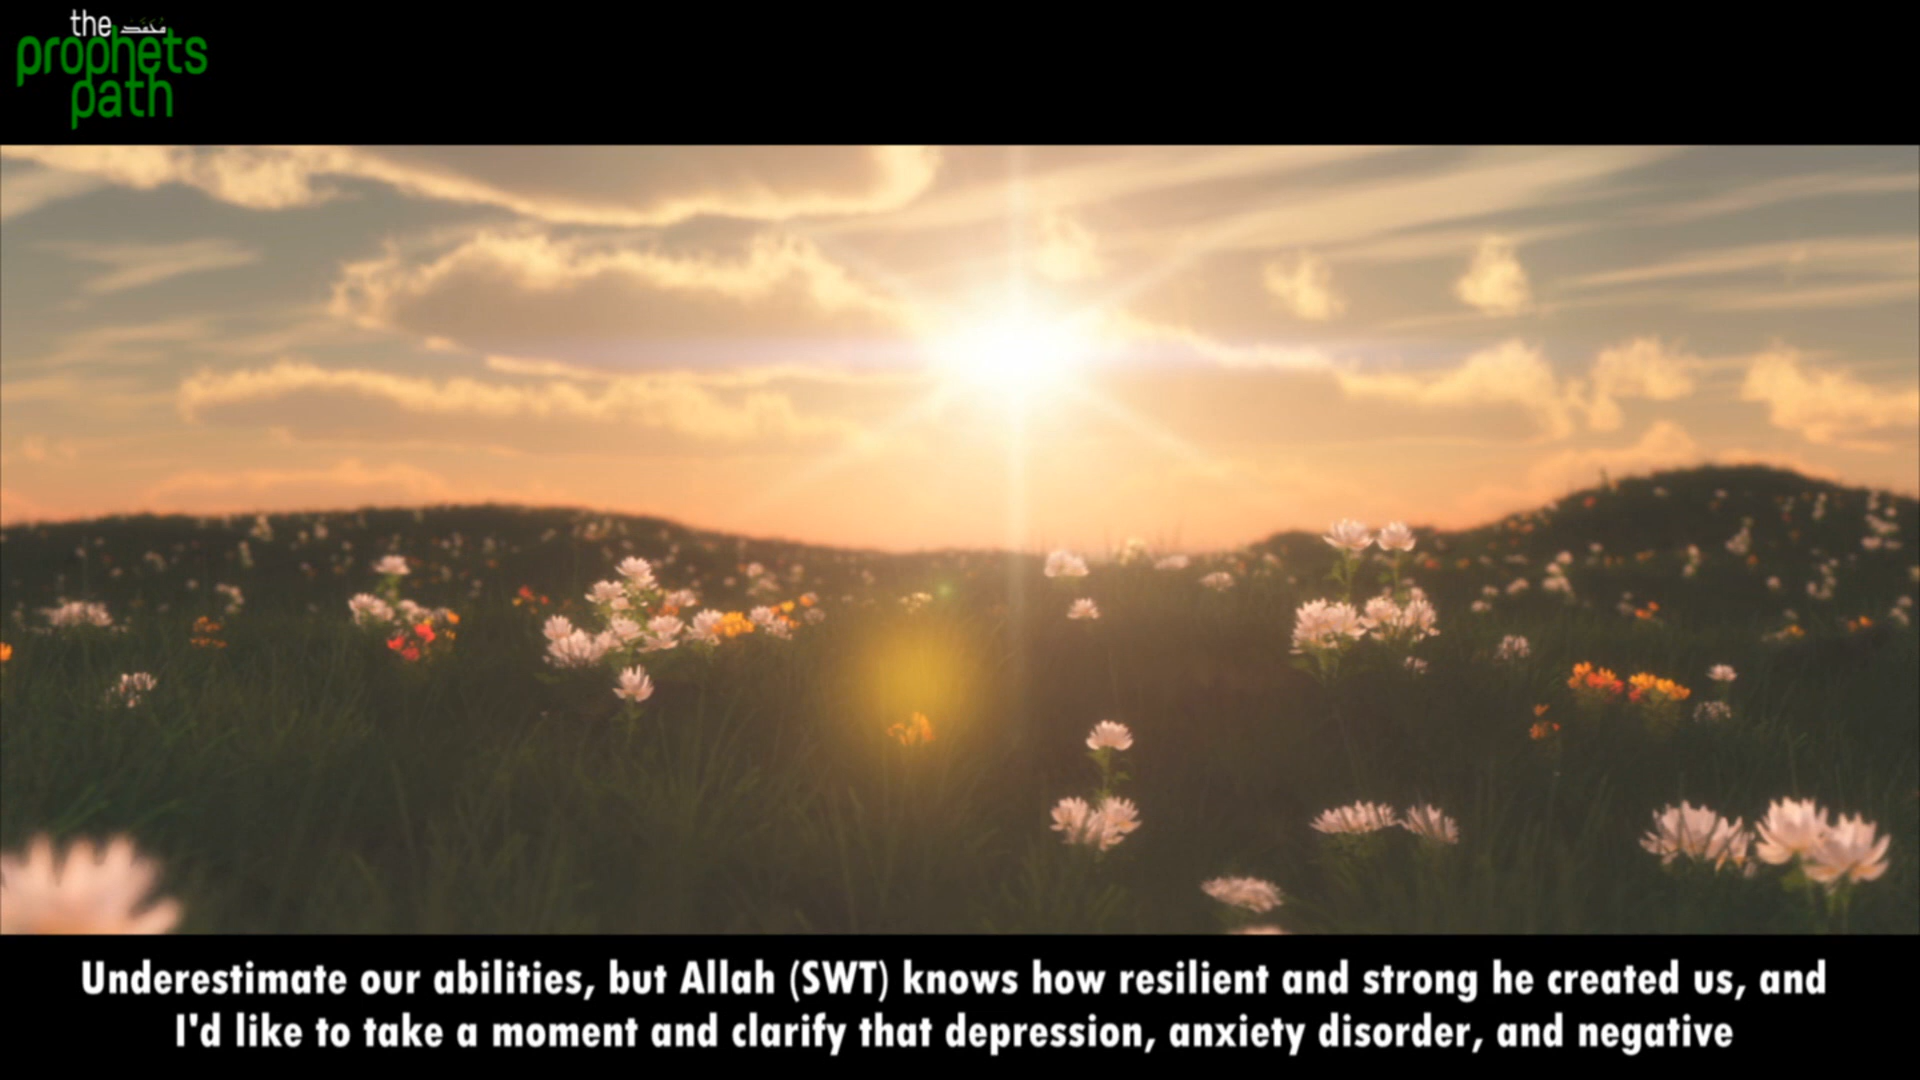 the محمد
prophets
path
Underestimate our abilities, but Allah (SWT) knows how resilient and strong he created us, and
I'd like to take a moment and clarify that depression, anxiety disorder, and negative